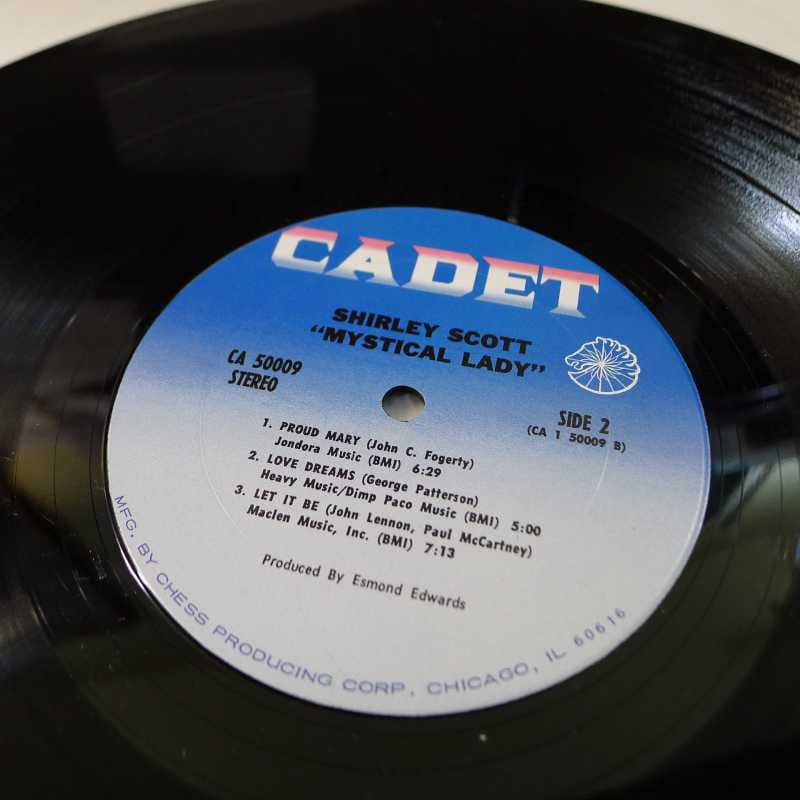 CADET
SHIRLEY SCOTT
"MYSTICAL LADY"
CA 50009
STEREO
SIDE 2
(CA 1 50009 B)
1. PROUD MARY (John C. Fogerty)
Jondora Music (BMI) 6:29
2. LOVE DREAMS (George Patterson)
Heavy Music/Dimp Paco Music (BMI) 5:00
3. LET IT BE (John Lennon, Paul McCartney)
Maclen Music, Inc. (BMI) 7:13
Produced By Esmond Edwards
MFG. BY CHESS PRODUCING CORP., CHICAGO, IL 60616